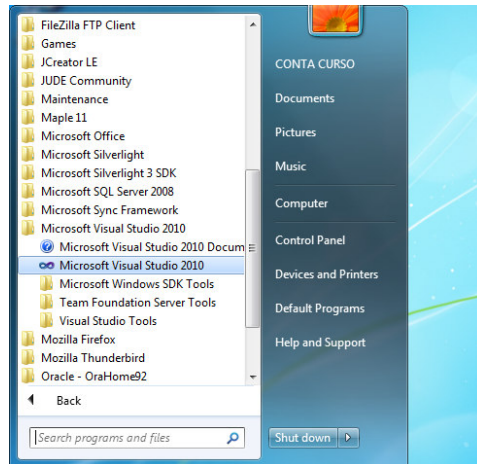 FileZilla FTP Client
Games
JCreator LE
JUDE Community
Maintenance
Maple 11
Microsoft Office
Microsoft Silverlight
Microsoft Silverlight 3 SDK
Microsoft SQL Server 2008
Microsoft Sync Framework
Microsoft Visual Studio 2010
Microsoft Visual Studio 2010 Docum
Microsoft Visual Studio 2010
Microsoft Windows SDK Tools
Team Foundation Server Tools
Visual Studio Tools
Mozilla Firefox
Mozilla Thunderbird
Oracle - OraHome92
Back
Search programs and files
CONTA CURSO
Documents
Pictures
Music
Computer
Control Panel
Devices and Printers
Default Programs
Help and Support
Shut down